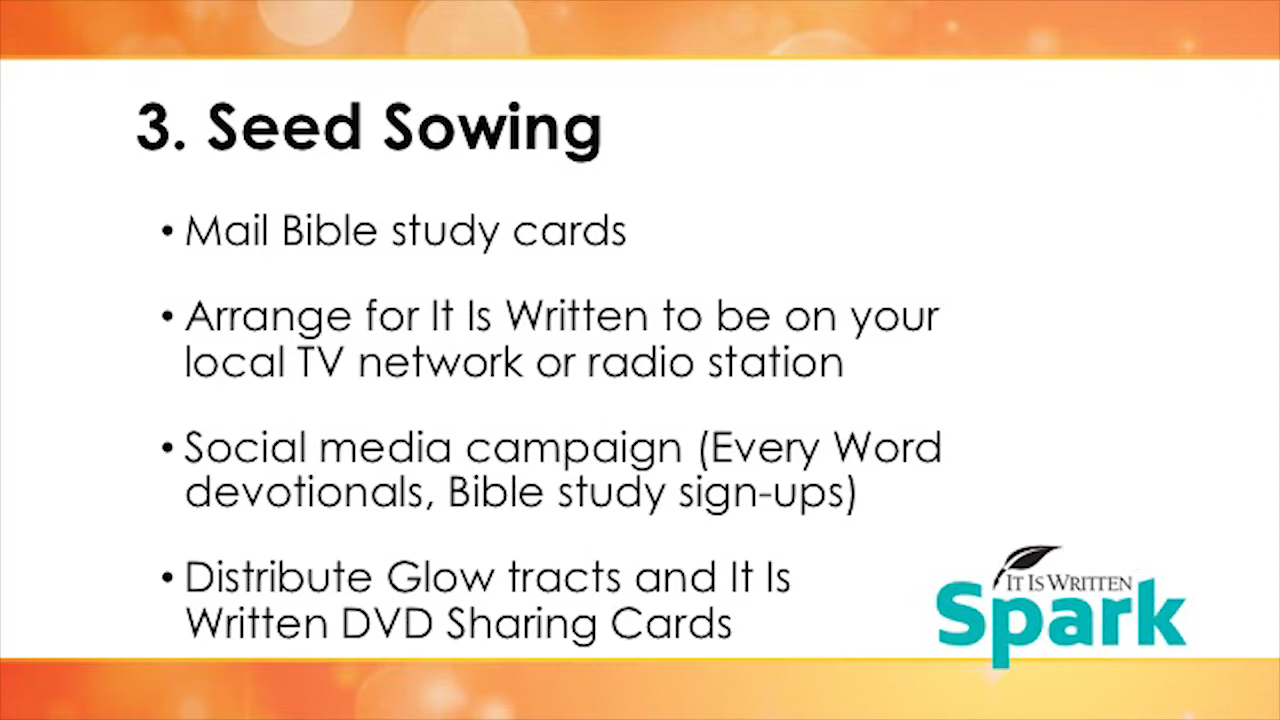 3. Seed Sowing
• Mail Bible study cards
• Arrange for It Is Written to be on your
local TV network or radio station
• Social media campaign (Every Word
devotionals, Bible study sign-ups)
• Distribute Glow tracts and It Is
Written DVD Sharing Cards
IT IS WRITTEN
Spark